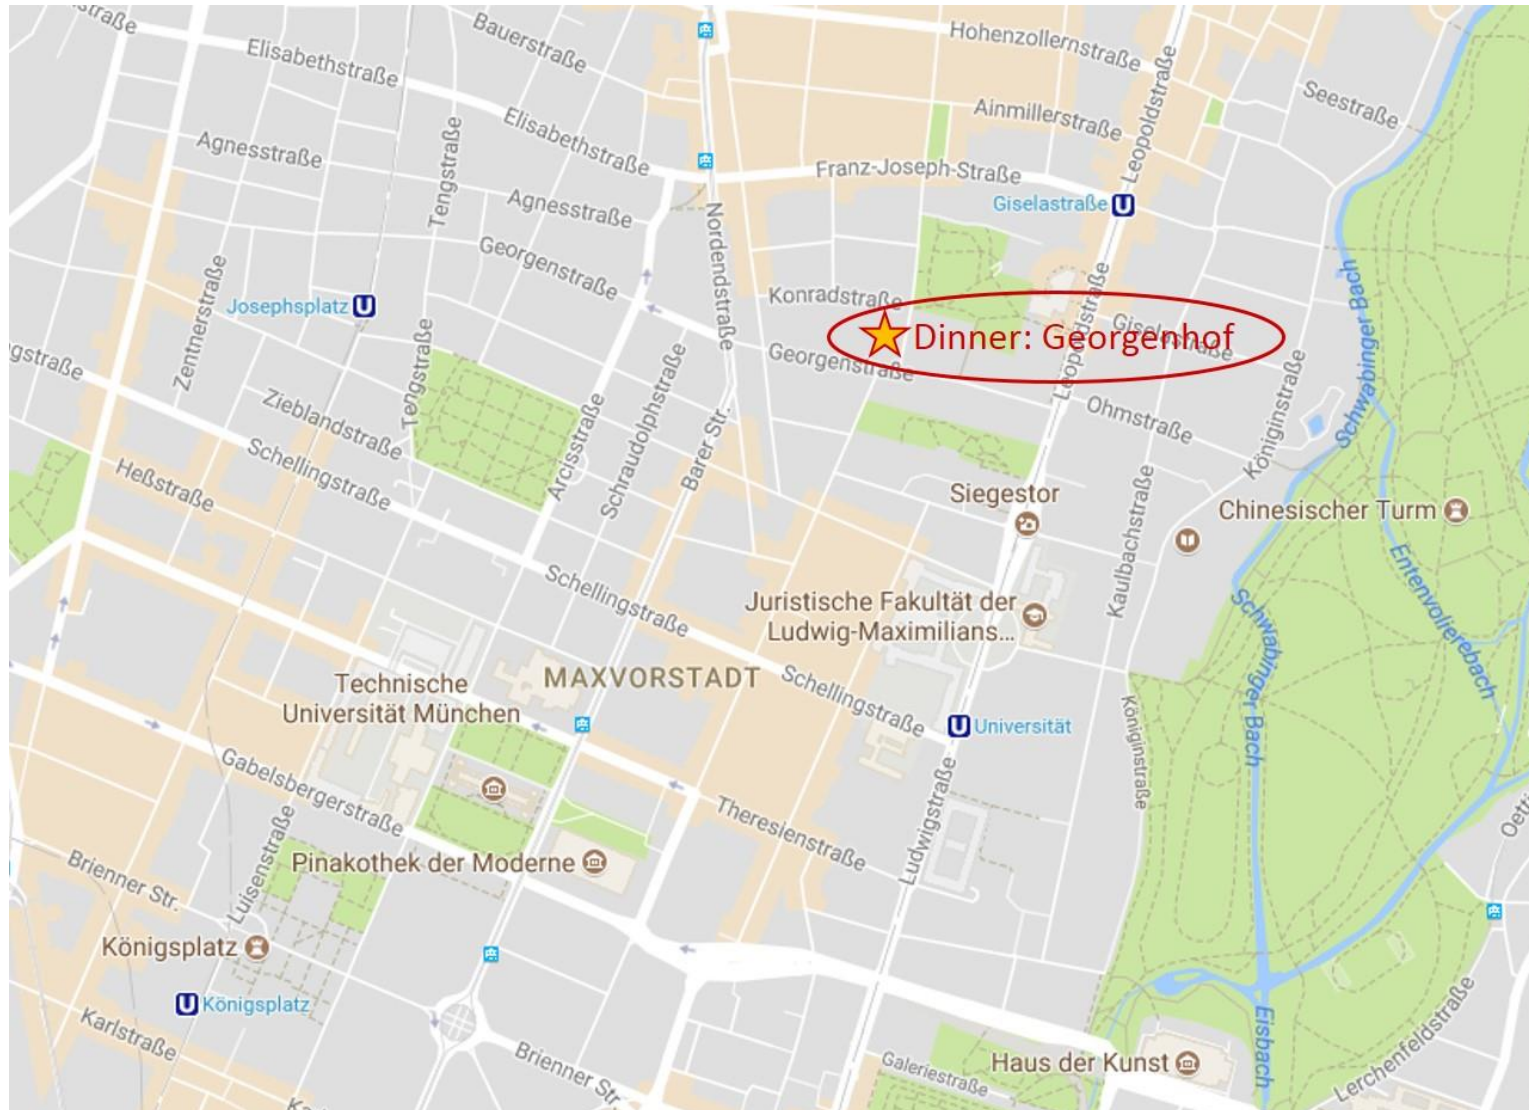 straße
Elisabethstraße
Bauerstraße
Hohenzollernstraße
Leopoldstraße
Seestraße
Ainmillerstraße
Agnesstraße
Tengstraße
Elisabethstraße
Franz-Joseph-Straße
Giselastraße
Agnesstraße
Nordendstraße
Georgenstraße
Zentnerstraße
Josephsplatz
Konradstraße
Leopoldstraße
Giselastraße
Dinner: Georgenhof
Schwabinger Bach
gstraße
Georgenstraße
Tengstraße
Zieblandstraße
Arcisstraße
Schraudolphstraße
Barer Str.
Ohmstraße
Königinstraße
Schellingstraße
Heßstraße
Siegestor
Kaulbachstraße
Chinesischer Turm
Entenvolierebach
Schellingstraße
Juristische Fakultät der
Ludwig-Maximilians...
Schwabinger Bach
MAXVORSTADT
Schellingstraße
Technische
Universität München
Universität
Königinstraße
Gabelsbergerstraße
Theresienstraße
Ludwigstraße
Oetti
Pinakothek der Moderne
Brienner Str.
Luisenstraße
Königsplatz
Königsplatz
Karlstraße
Brienner Str.
Galeriestraße
Haus der Kunst
Eisbach
Lerchenfeldstraße